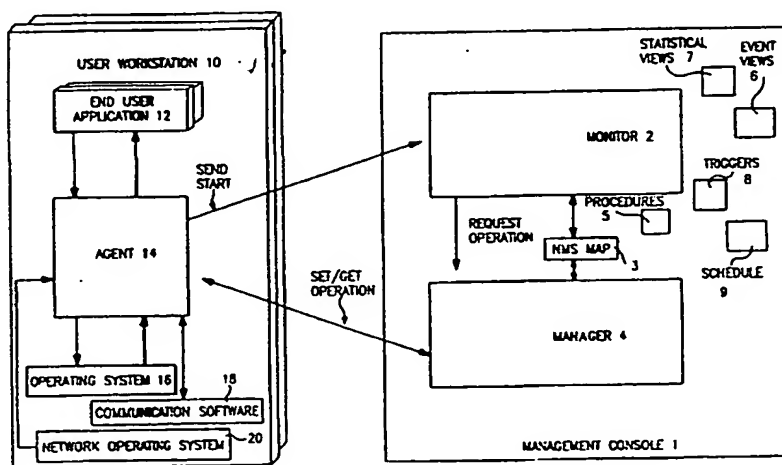 USER WORKSTATION 10
END USER
APPLICATION 12
SEND
START
AGENT 14
SET/GET
OPERATION
OPERATING SYSTEM 16
18
COMMUNICATION SOFTWARE
NETWORK OPERATING SYSTEM
20
STATISTICAL
VIEWS 7
EVENT
VIEWS
6
MONITOR 2
TRIGGERS
8
PROCEDURES
5
REQUEST
OPERATION
NMS MAP
3
SCHEDULE
9
MANAGER 4
MANAGEMENT CONSOLE 1